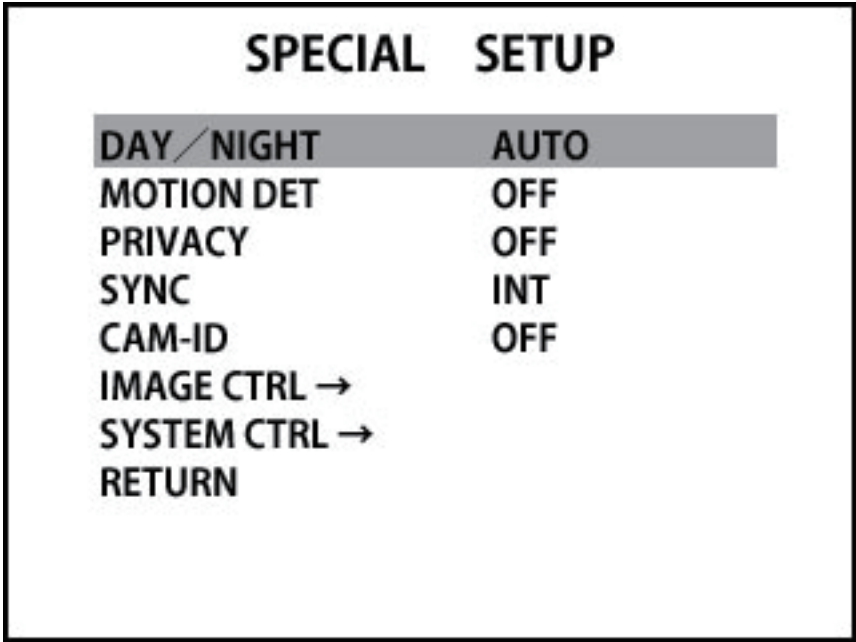 SPECIAL SETUP
DAY／NIGHT AUTO
MOTION DET OFF
PRIVACY OFF
SYNC INT
CAM-ID OFF
IMAGE CTRL →
SYSTEM CTRL →
RETURN